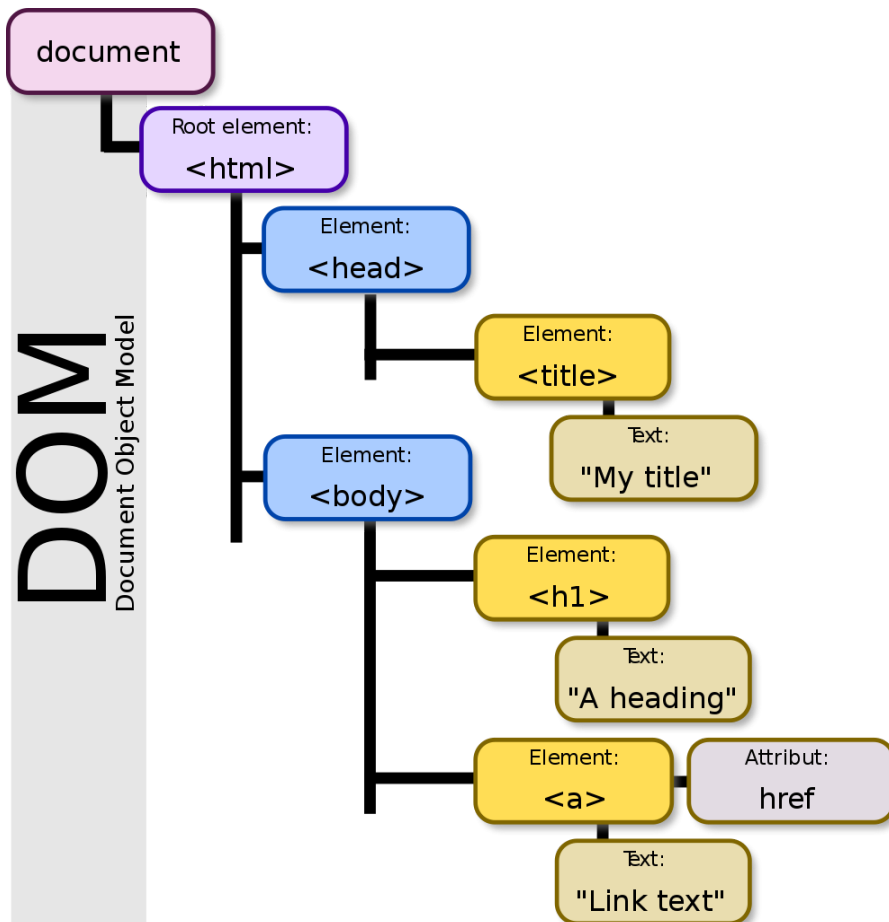 document
Root element:
<html>
Element:
<head>
Element:
<title>
Text:
"My title"
Element:
<body>
Element:
<h1>
Text:
"A heading"
Element:
<a>
Attribut:
href
Text:
"Link text"
DOM
Document Object Model